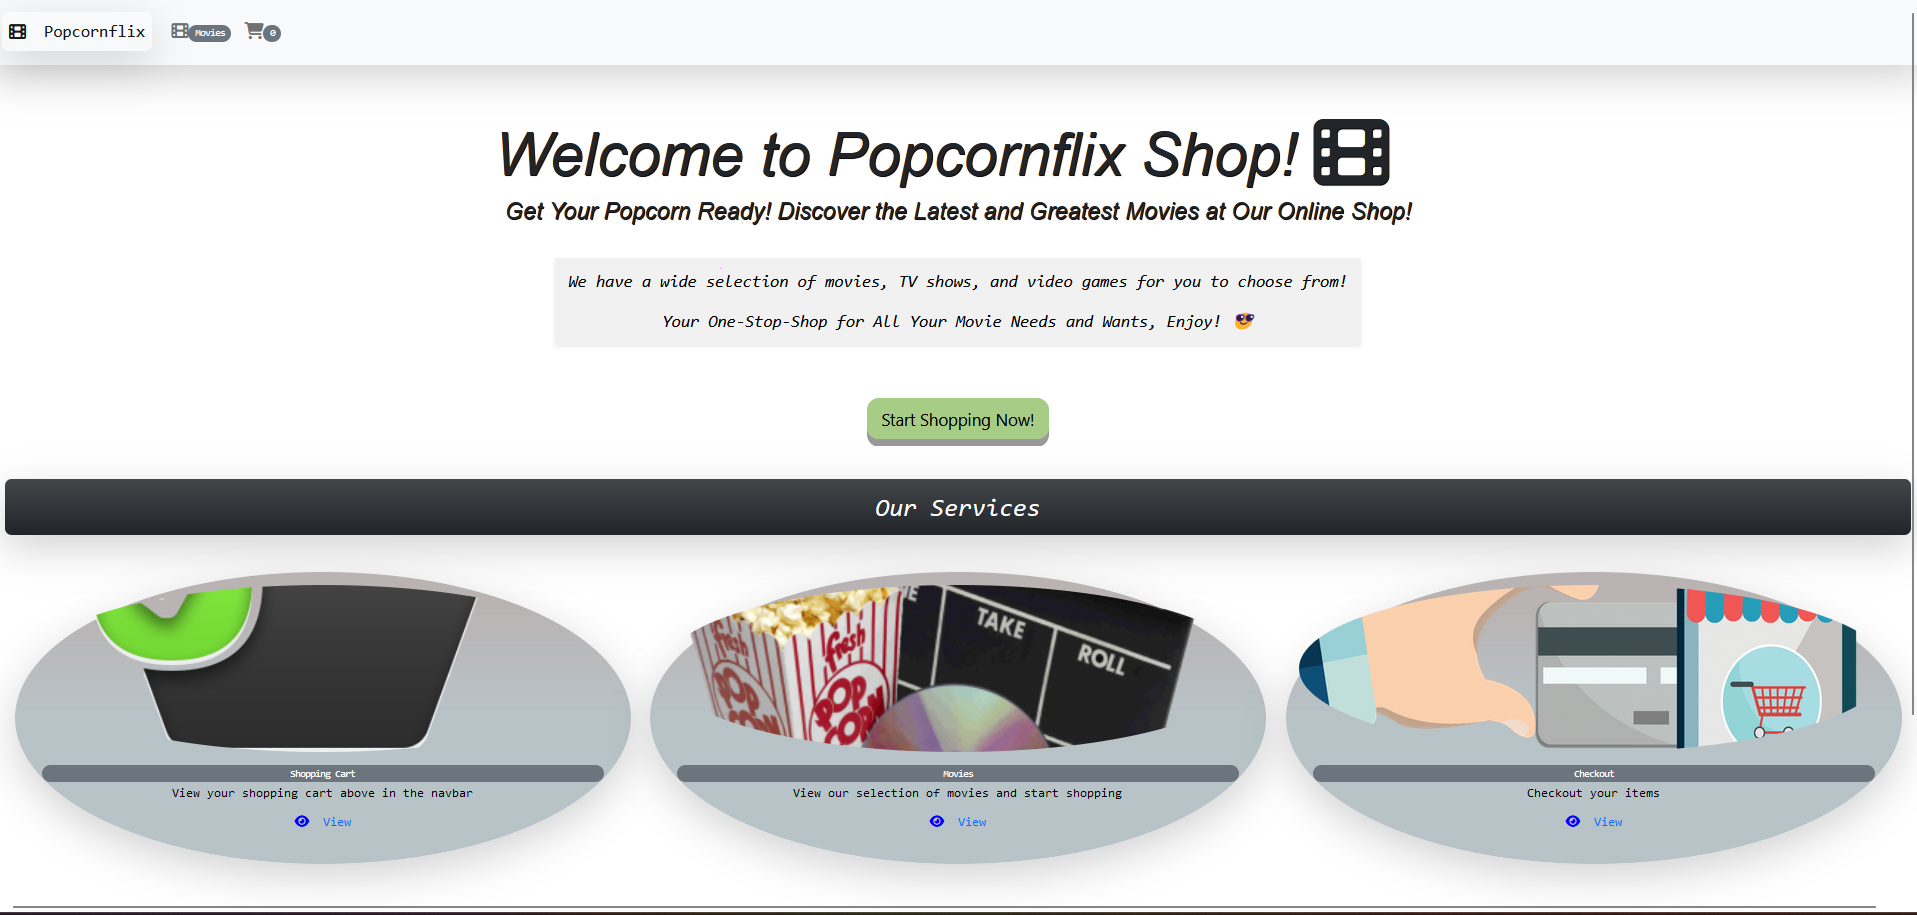 Popcornflix
Movies
0
Welcome to Popcornflix Shop!
Get Your Popcorn Ready! Discover the Latest and Greatest Movies at Our Online Shop!
We have a wide selection of movies, TV shows, and video games for you to choose from!
Your One-Stop-Shop for All Your Movie Needs and Wants, Enjoy! 😎
Start Shopping Now!
Our Services
TAKE
ROLL
fresh
fresh
POP
CORN
POP
CORN
Shopping Cart
View your shopping cart above in the navbar
View
Movies
View our selection of movies and start shopping
View
Checkout
Checkout your items
View